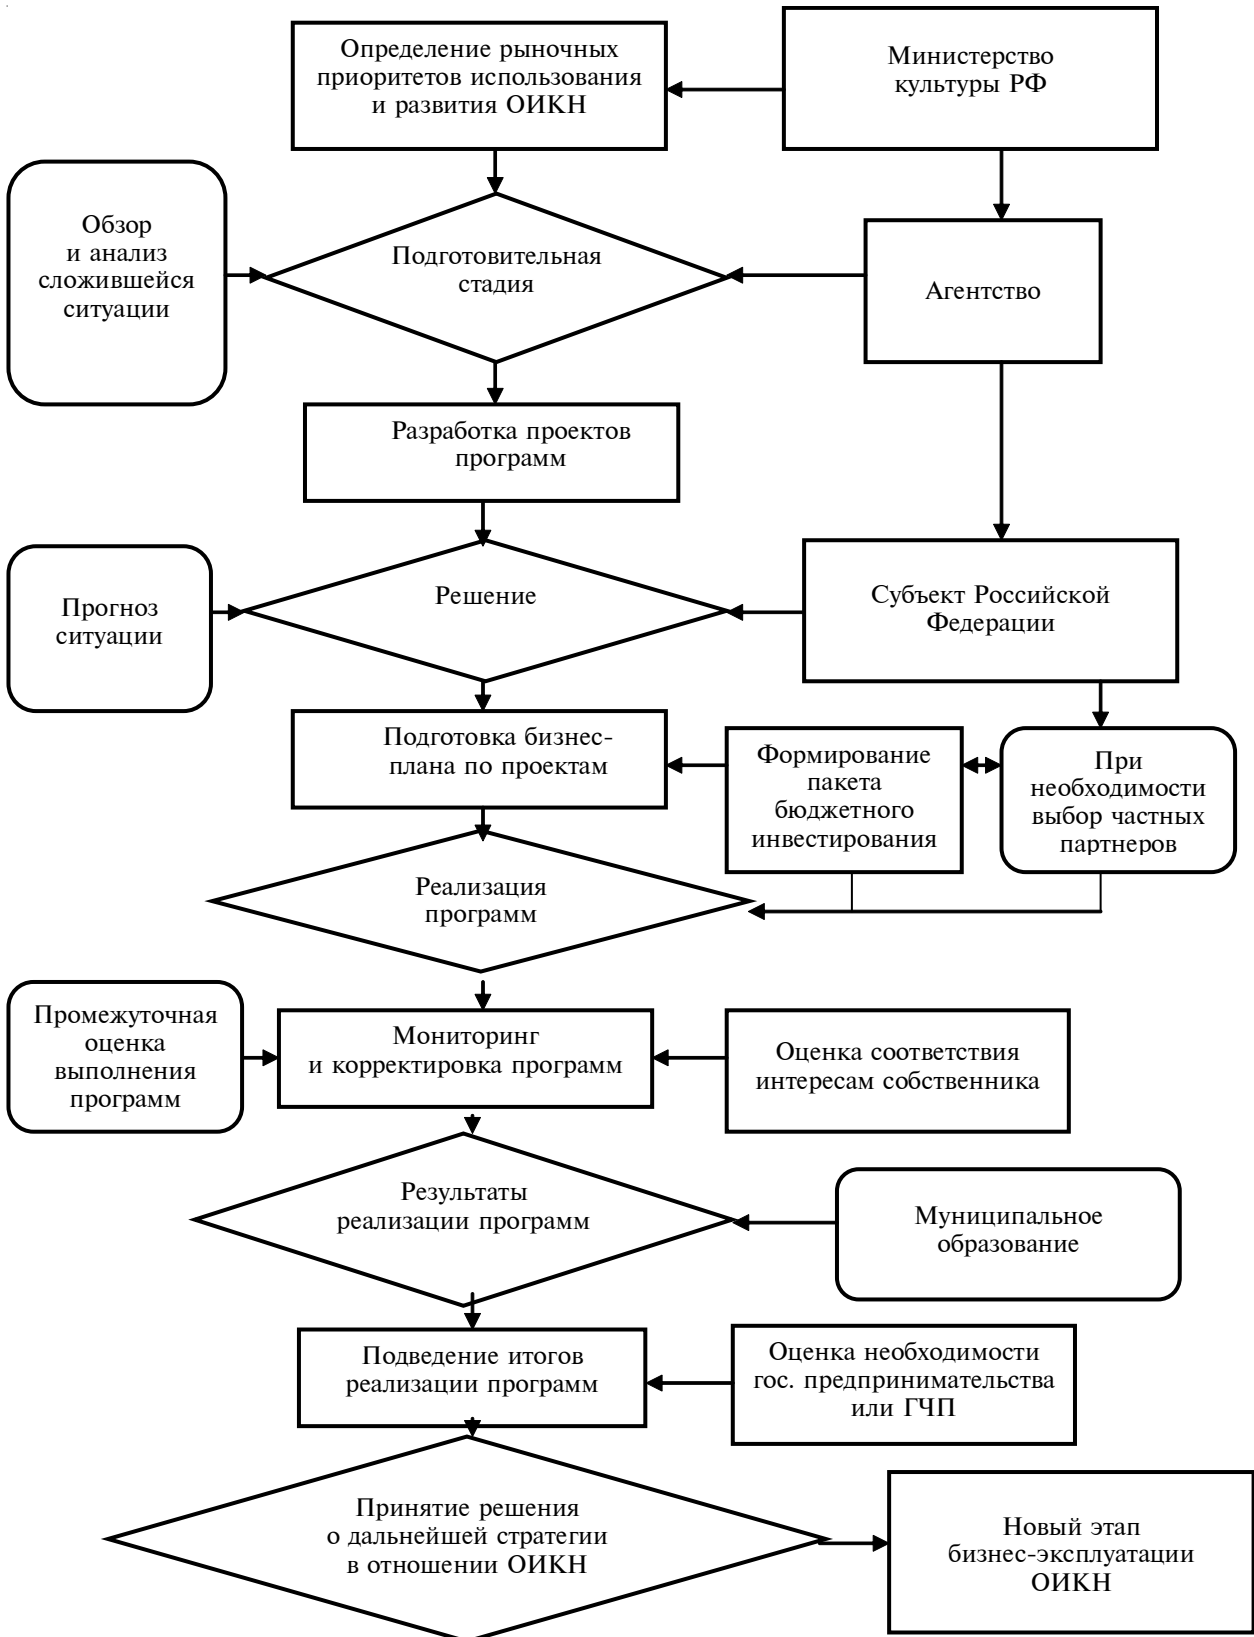 Определение рыночных
приоритетов использования
и развития ОИКН
Министерство
культуры РФ
Обзор
и анализ
сложившейся
ситуации
Подготовительная
стадия
Агентство
Разработка проектов
программ
Прогноз
ситуации
Решение
Субъект Российской
Федерации
Подготовка бизнес-
плана по проектам
Формирование
пакета
бюджетного
инвестирования
При
необходимости
выбор частных
партнеров
Реализация
программ
Промежуточная
оценка
выполнения
программ
Мониторинг
и корректировка программ
Оценка соответствия
интересам собственника
Результаты
реализации программ
Муниципальное
образование
Подведение итогов
реализации программ
Оценка необходимости
гос. предпринимательства
или ГЧП
Принятие решения
о дальнейшей стратегии
в отношении ОИКН
Новый этап
бизнес-эксплуатации
ОИКН